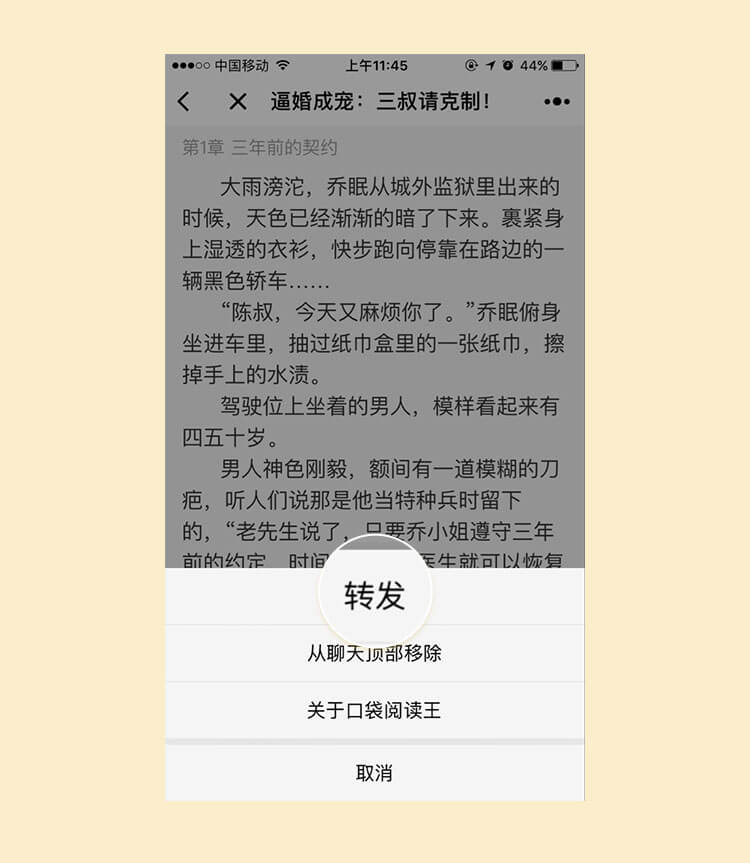 中国移动 上午11:45 44%
逼婚成宠：三叔请克制！
第1章 三年前的契约
大雨滂沱，乔眠从城外监狱里出来的
时候，天色已经渐渐的暗了下来。裹紧身
上湿透的衣衫，快步跑向停靠在路边的一
辆黑色轿车……
“陈叔，今天又麻烦你了。”乔眠俯身
坐进车里，抽过纸巾盒里的一张纸巾，擦
掉手上的水渍。
驾驶位上坐着的男人，模样看起来有
四五十岁。
男人神色刚毅，额间有一道模糊的刀
疤，听人们说那是他当特种兵时留下
的，“老先生说了，只要乔小姐遵守三年
前的约定，时间 医生就可以恢复
转发
从聊天顶部移除
关于口袋阅读王
取消